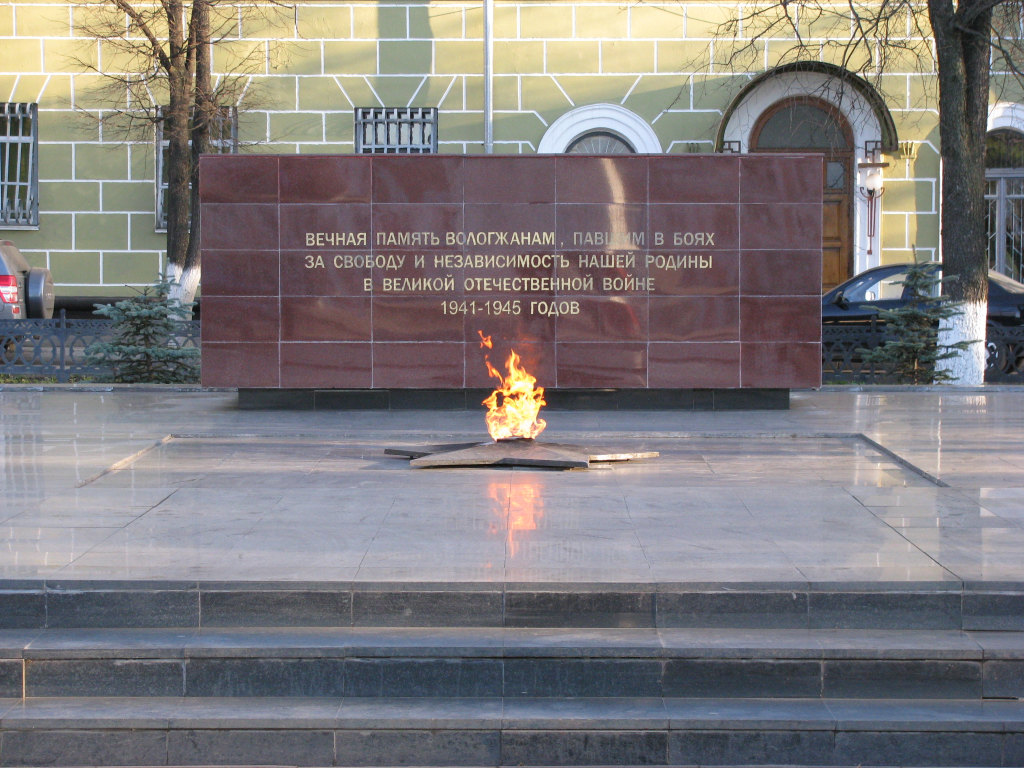 ВЕЧНАЯ ПАМЯТЬ ВОЛОГЖАНАМ, ПАВШИМ В БОЯХ
ЗА СВОБОДУ И НЕЗАВИСИМОСТЬ НАШЕЙ РОДИНЫ
В ВЕЛИКОЙ ОТЕЧЕСТВЕННОЙ ВОЙНЕ
1941-1945 ГОДОВ